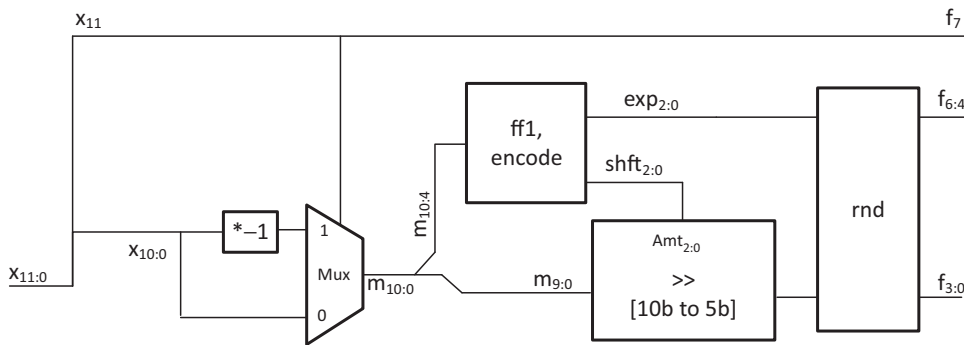 x₁₁
f₇
exp₂:₀
f₆:₄
ff1,
encode
shft₂:₀
m₁₀:₄
rnd
*–1
1
Amt₂:₀
x₁₀:₀
Mux
>>
x₁₁:₀
m₁₀:₀
m₉:₀
f₃:₀
0
[10b to 5b]